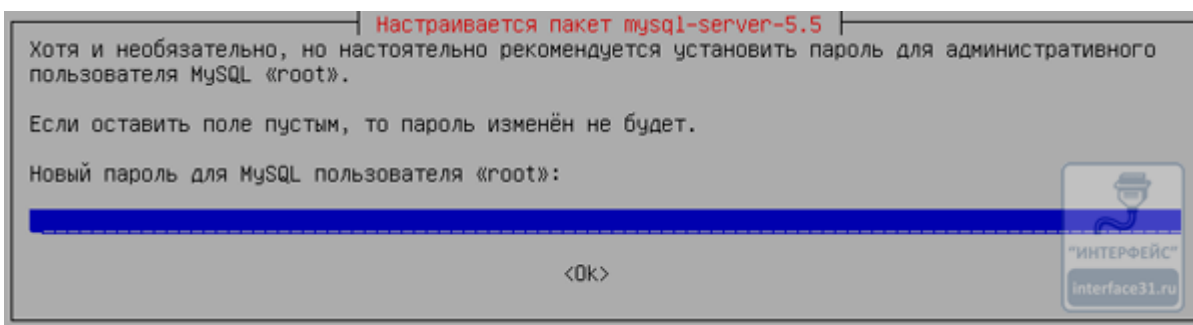 Настраивается пакет mysql-server-5.5
Хотя и необязательно, но настоятельно рекомендуется установить пароль для административного
пользователя MySQL «root».
Если оставить поле пустым, то пароль изменён не будет.
Новый пароль для MySQL пользователя «root»:
<Ok>
"ИНТЕРФЕЙС"
interface31.ru